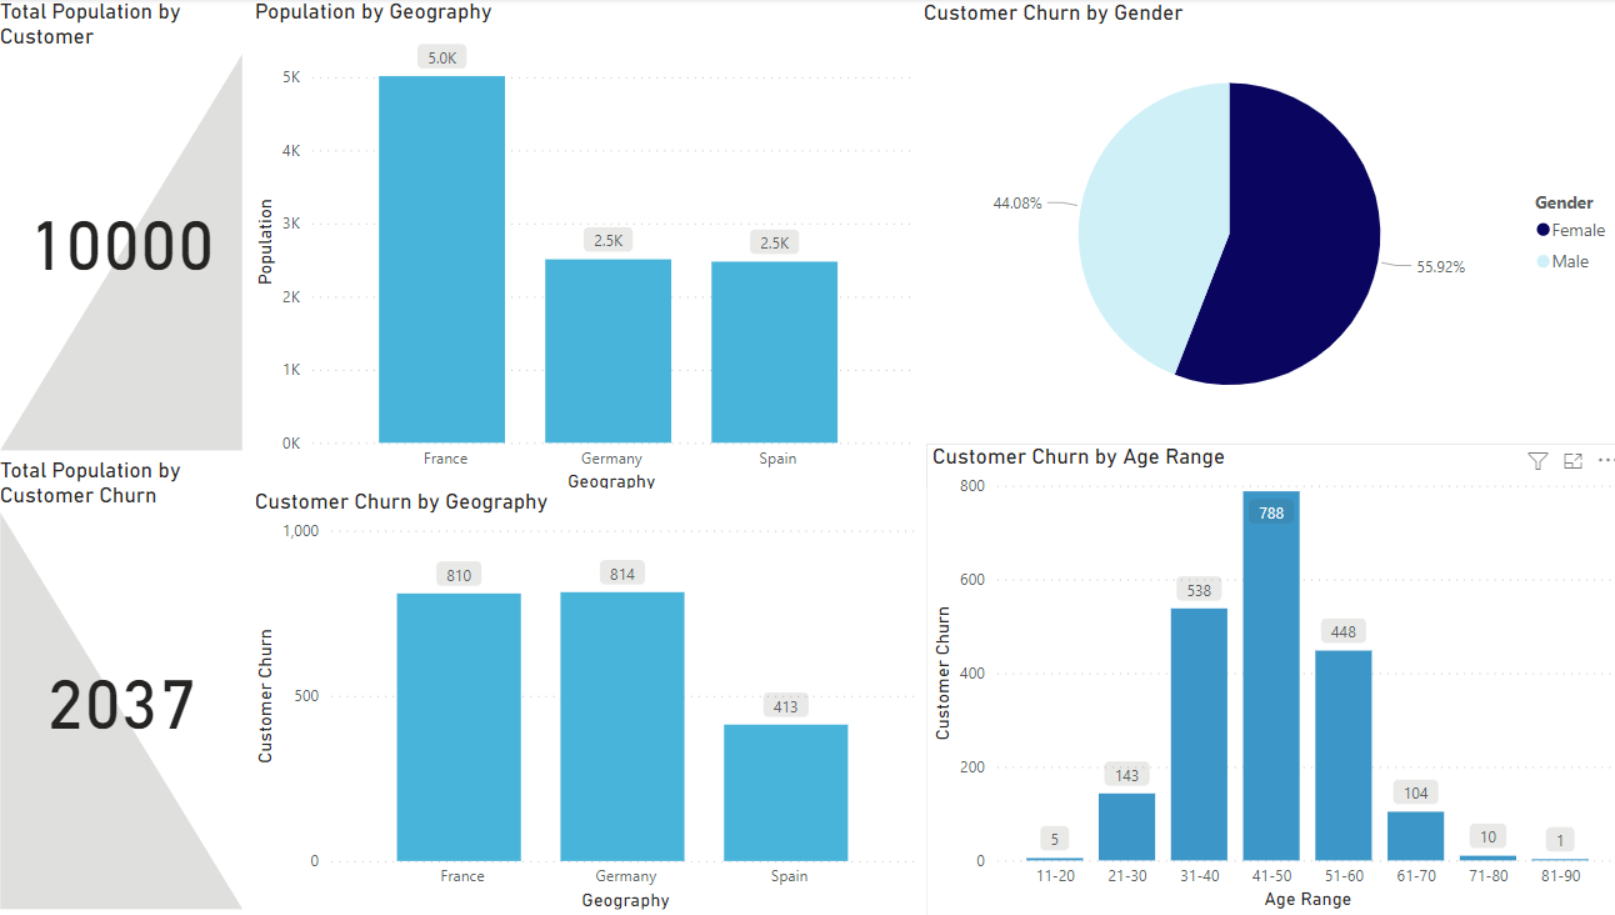 Total Population by
Customer
10000
Total Population by
Customer Churn
2037
Population by Geography
Population
5K
4K
3K
2K
1K
0K
5.0K
2.5K
2.5K
France
Germany
Spain
Geography
Customer Churn by Geography
Customer Churn
1,000
500
0
810
814
413
France
Germany
Spain
Geography
Customer Churn by Gender
44.08%
55.92%
Gender
Female
Male
Customer Churn by Age Range
Customer Churn
800
600
400
200
0
5
143
538
788
448
104
10
1
11-20
21-30
31-40
41-50
51-60
61-70
71-80
81-90
Age Range